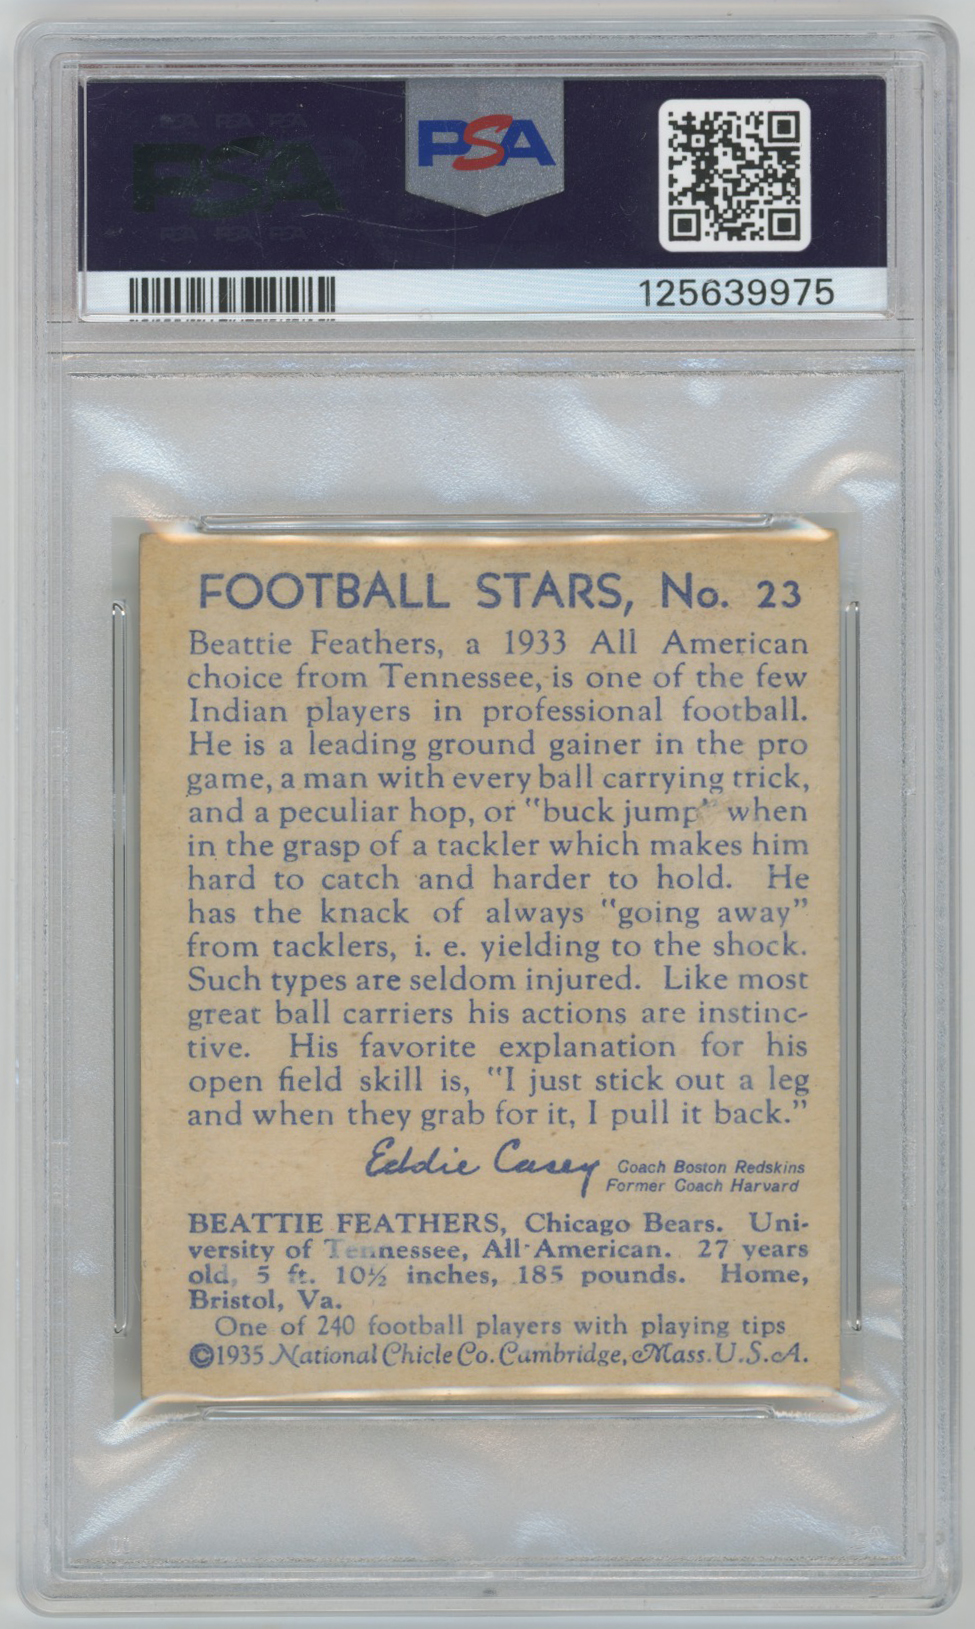 PSA
PSA
125639975
FOOTBALL STARS, No. 23
Beattie Feathers, a 1933 All American
choice from Tennessee, is one of the few
Indian players in professional football.
He is a leading ground gainer in the pro
game, a man with every ball carrying trick,
and a peculiar hop, or "buck jump" when
in the grasp of a tackler which makes him
hard to catch and harder to hold. He
has the knack of always "going away"
from tacklers, i. e. yielding to the shock.
Such types are seldom injured. Like most
great ball carriers his actions are instinc-
tive. His favorite explanation for his
open field skill is, "I just stick out a leg
and when they grab for it, I pull it back."
Eddie Casey Coach Boston Redskins
Former Coach Harvard
BEATTIE FEATHERS, Chicago Bears. Uni-
versity of Tennessee, All-American. 27 years
old, 5 ft. 10½ inches, 185 pounds. Home,
Bristol, Va.
One of 240 football players with playing tips
©1935 National Chicle Co. Cambridge, Mass. U.S.A.